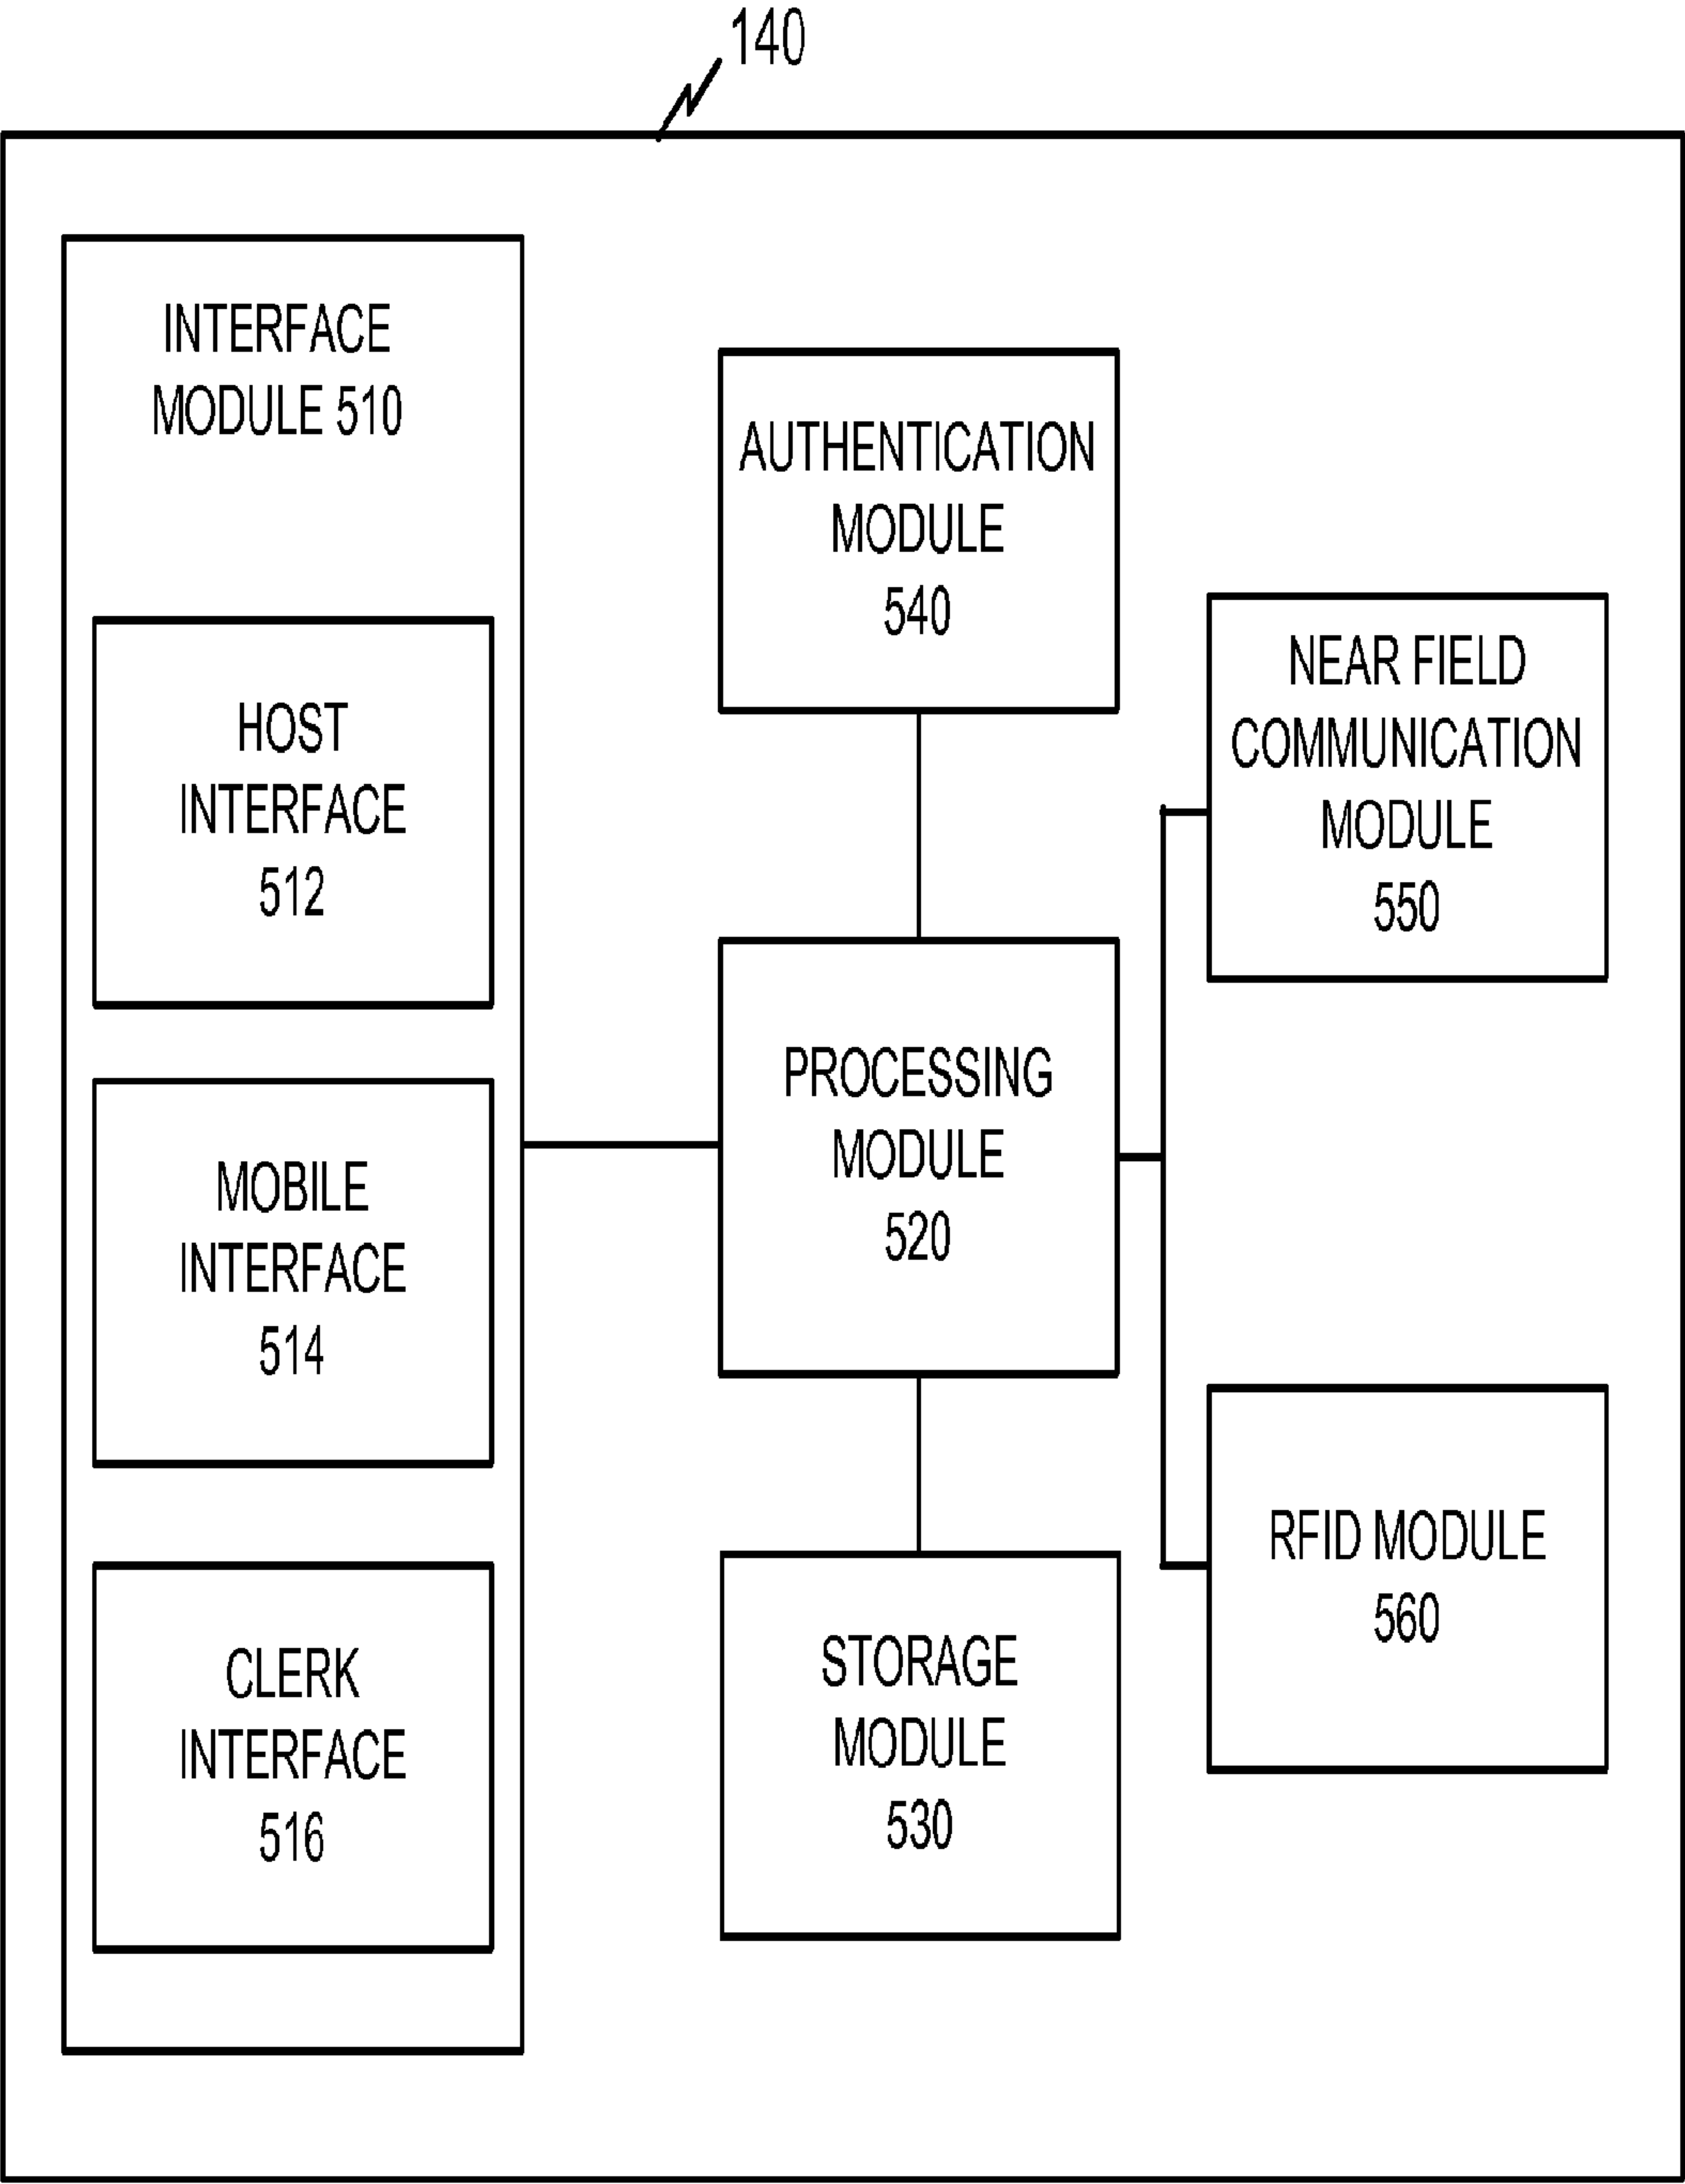 140
INTERFACE
MODULE 510
HOST
INTERFACE
512
MOBILE
INTERFACE
514
CLERK
INTERFACE
516
AUTHENTICATION
MODULE
540
PROCESSING
MODULE
520
STORAGE
MODULE
530
NEAR FIELD
COMMUNICATION
MODULE
550
RFID MODULE
560